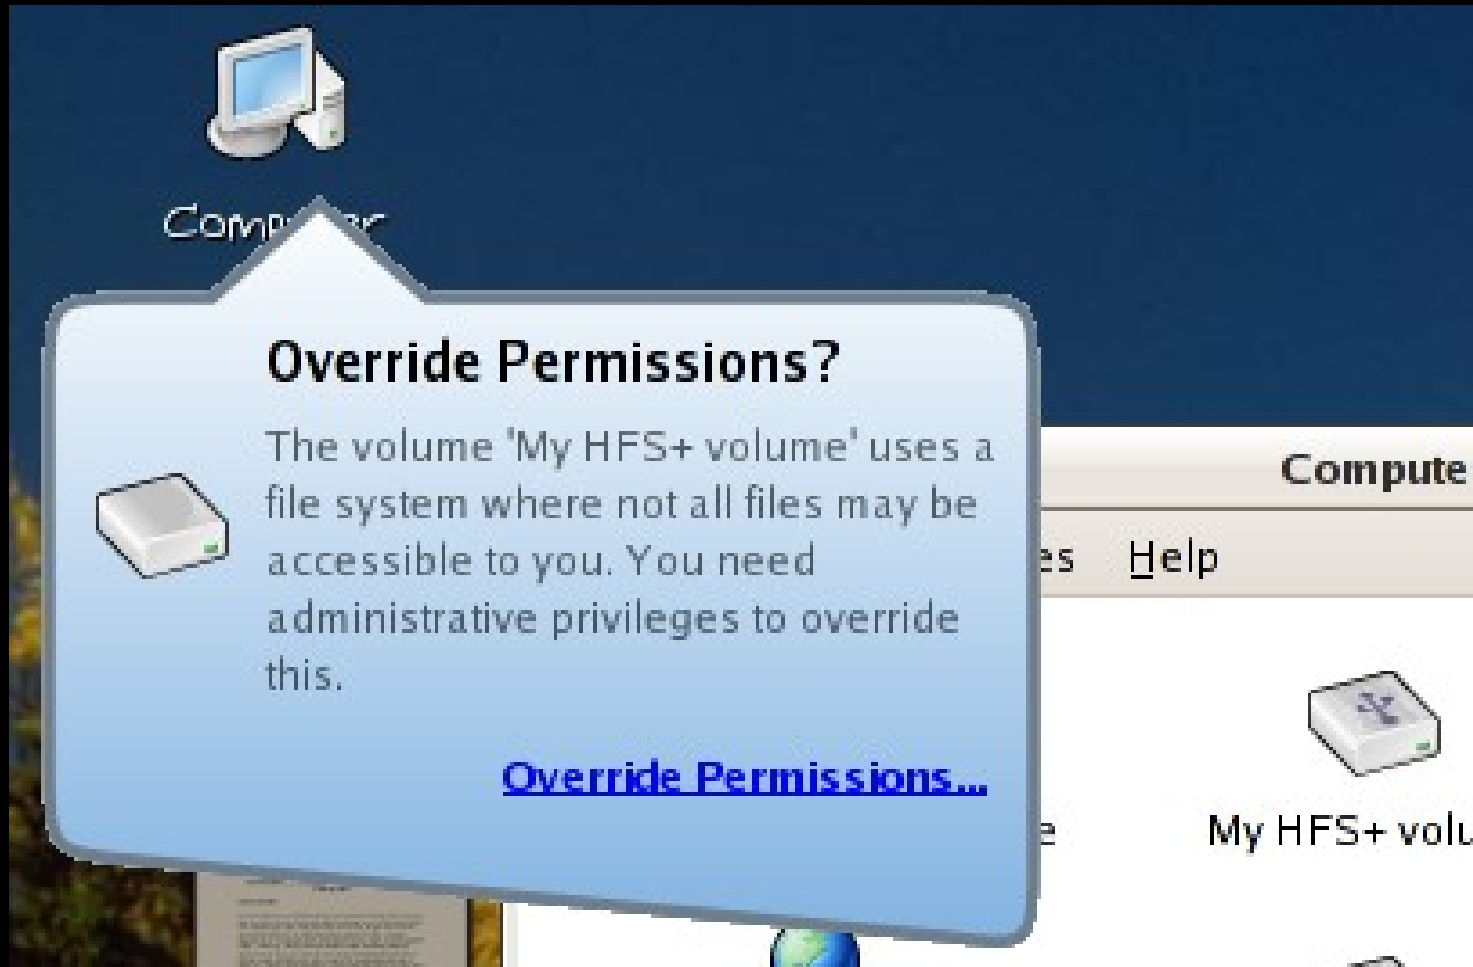 Override Permissions?
The volume 'My HFS+ volume' uses a
file system where not all files may be
accessible to you. You need
administrative privileges to override
this.
Override Permissions...
Compute
es Help
e
My HFS+ volu